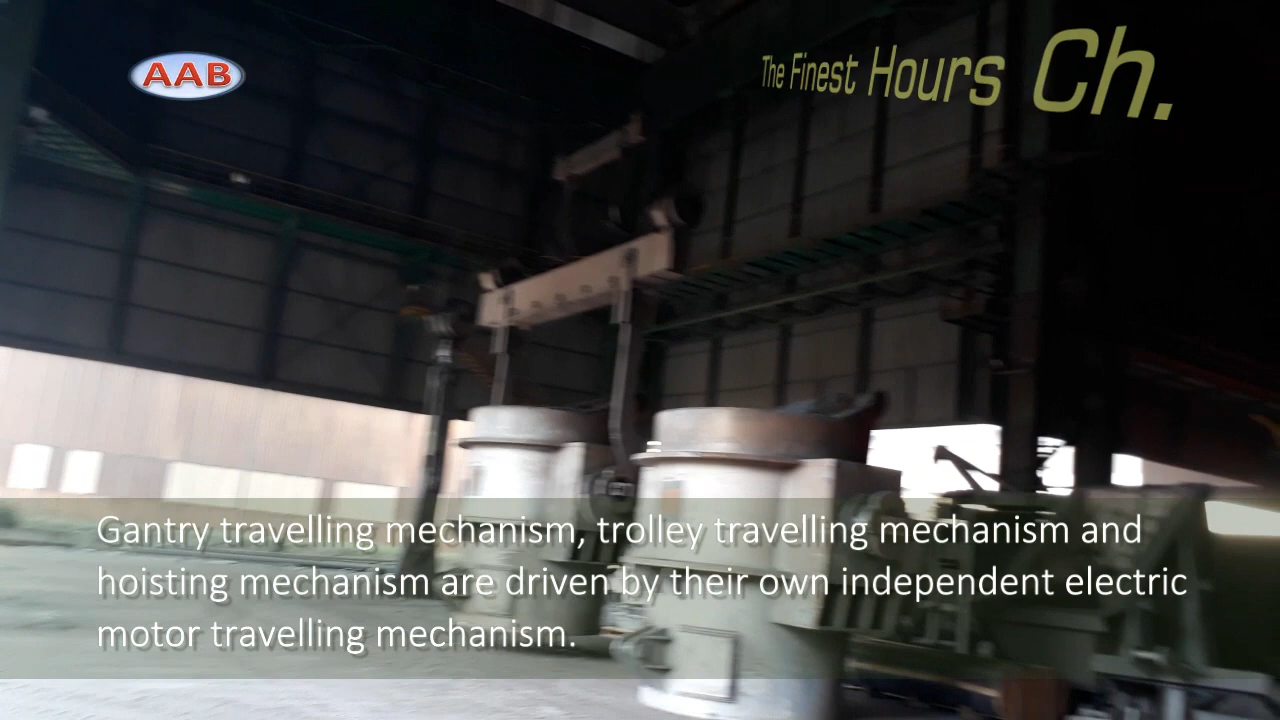 AAB
The Finest Hours Ch.
Gantry travelling mechanism, trolley travelling mechanism and
hoisting mechanism are driven by their own independent electric
motor travelling mechanism.